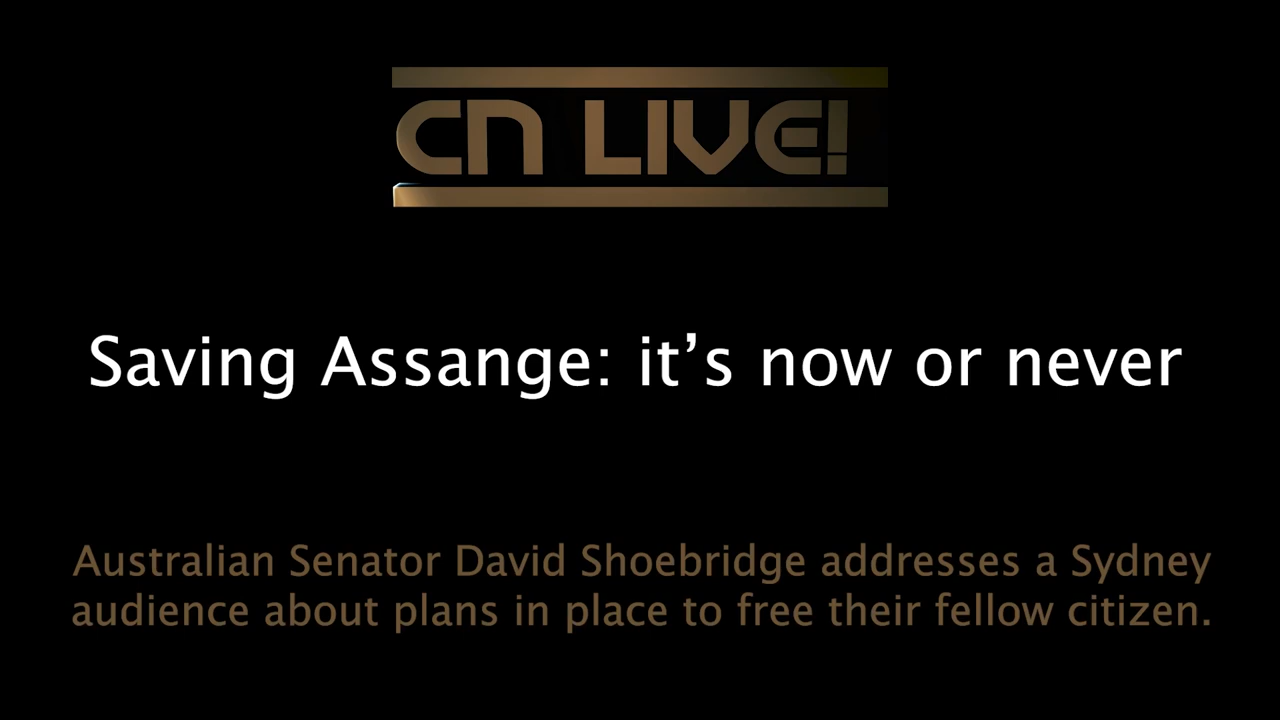 CN LIVE!
Saving Assange: it’s now or never
Australian Senator David Shoebridge addresses a Sydney
audience about plans in place to free their fellow citizen.